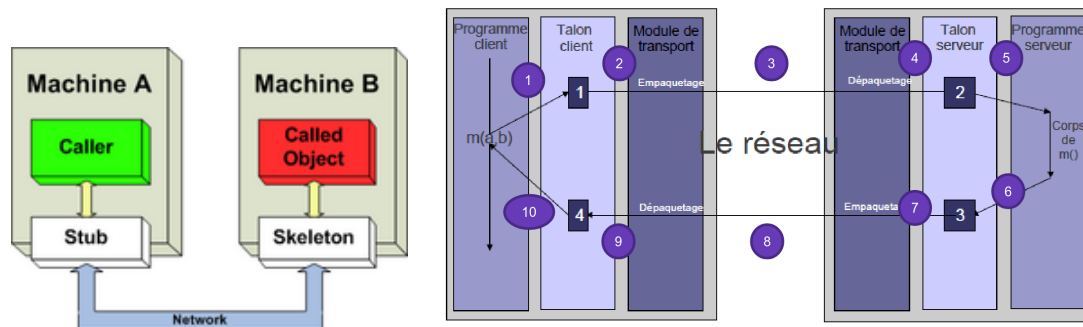 Machine A
Machine B
Caller
Called
Object
Stub
Skeleton
Network
Programme
client
Talon
client
Module de
transport
Module de
transport
Talon
serveur
Programme
serveur
1
2
3
4
5
Empaquetage
Dépaquetage
1
2
m(a,b)
Le réseau
Corps
de
m()
10
Dépaquetage
Empaqueta
7
6
4
3
9
8